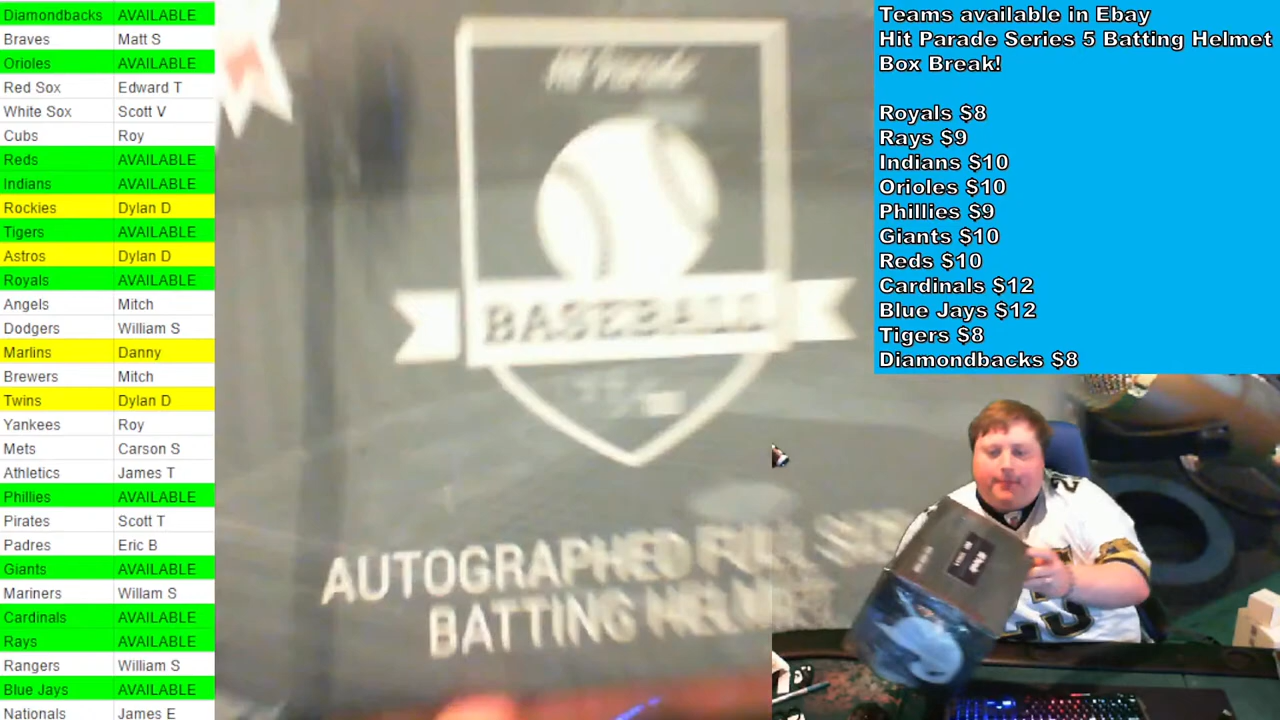 Diamondbacks AVAILABLE
Braves Matt S
Orioles AVAILABLE
Red Sox Edward T
White Sox Scott V
Cubs Roy
Reds AVAILABLE
Indians AVAILABLE
Rockies Dylan D
Tigers AVAILABLE
Astros Dylan D
Royals AVAILABLE
Angels Mitch
Dodgers William S
Marlins Danny
Brewers Mitch
Twins Dylan D
Yankees Roy
Mets Carson S
Athletics James T
Phillies AVAILABLE
Pirates Scott T
Padres Eric B
Giants AVAILABLE
Mariners Willam S
Cardinals AVAILABLE
Rays AVAILABLE
Rangers William S
Blue Jays AVAILABLE
Nationals James E
Hit Parade
BASEBALL
AUTOGRAPHED FULL SIZE
BATTING HELMET
Teams available in Ebay
Hit Parade Series 5 Batting Helmet
Box Break!
Royals $8
Rays $9
Indians $10
Orioles $10
Phillies $9
Giants $10
Reds $10
Cardinals $12
Blue Jays $12
Tigers $8
Diamondbacks $8